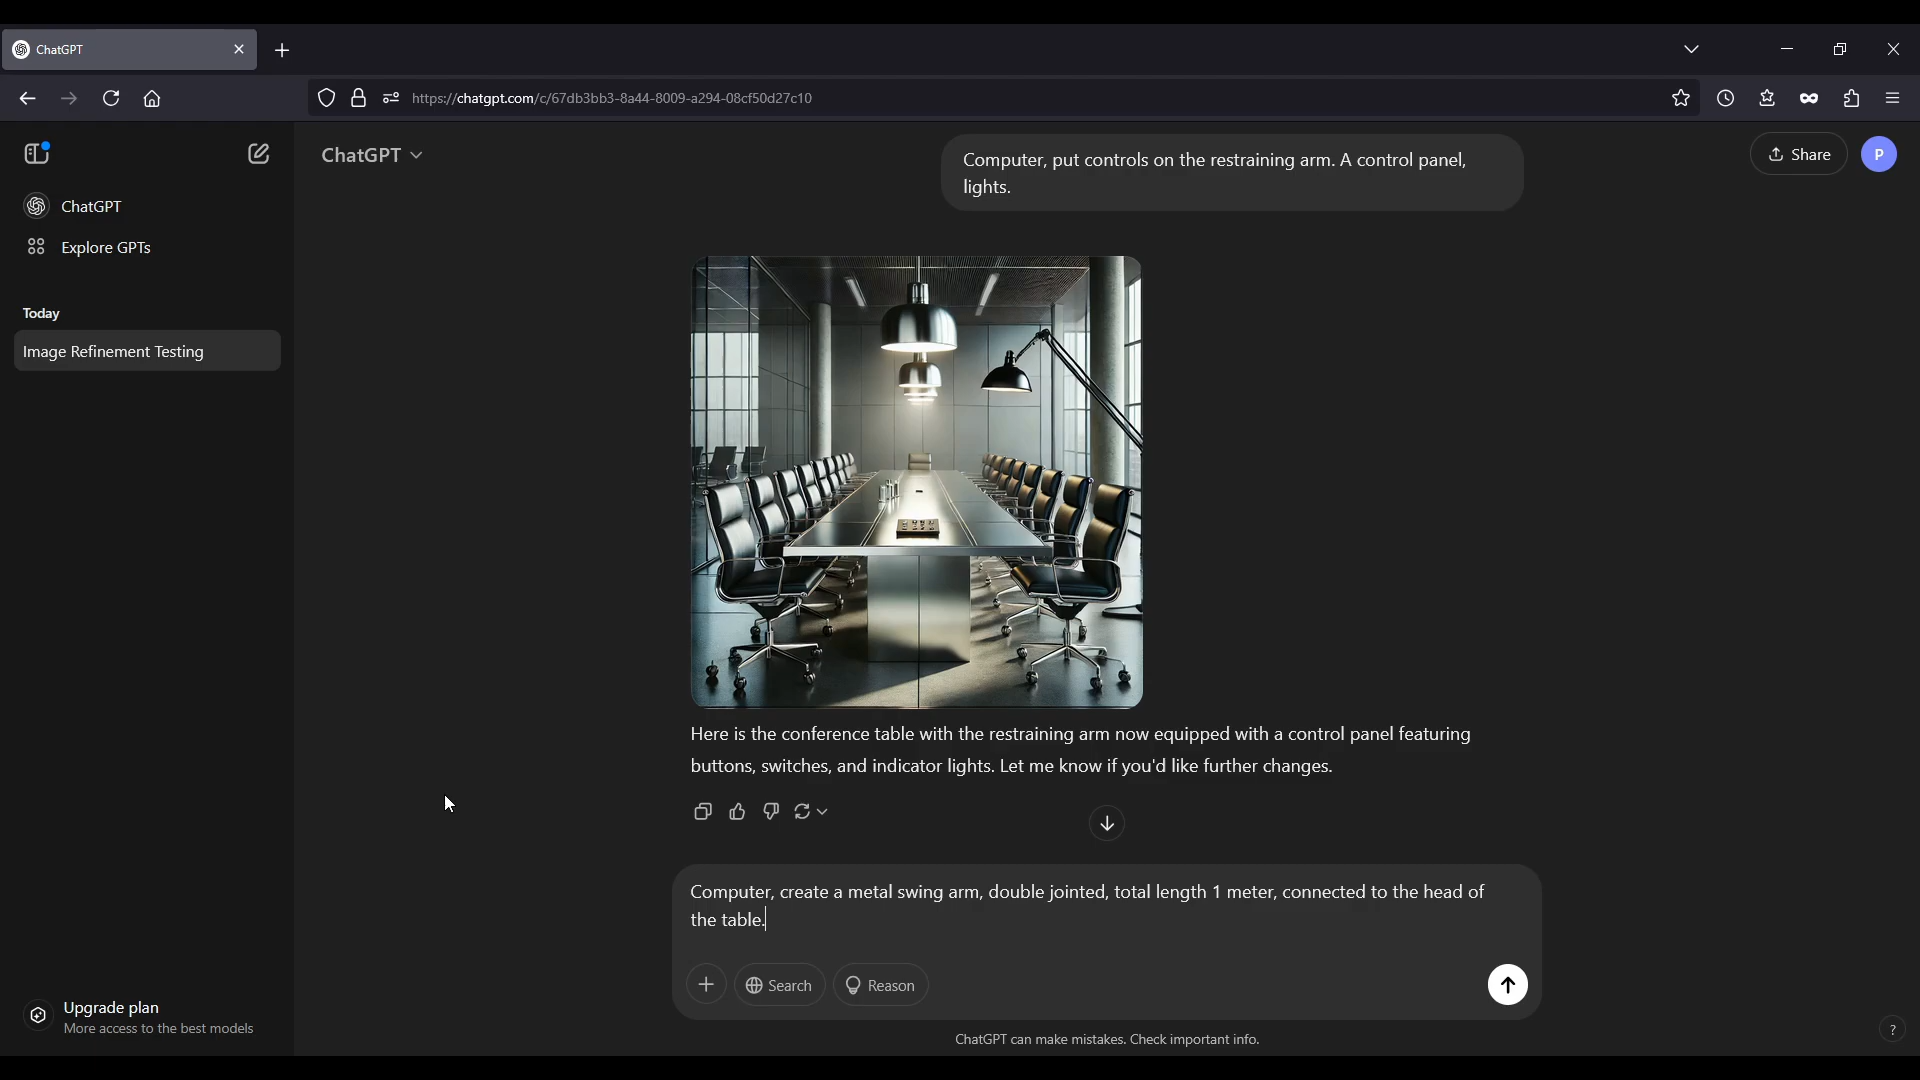 ChatGPT
https://chatgpt.com/c/67db3bb3-8a44-8009-a294-08cf50d27c10
ChatGPT
Explore GPTs
Today
Image Refinement Testing
Upgrade plan
More access to the best models
ChatGPT
Share
P
Computer, put controls on the restraining arm. A control panel,
lights.
Here is the conference table with the restraining arm now equipped with a control panel featuring
buttons, switches, and indicator lights. Let me know if you'd like further changes.
Computer, create a metal swing arm, double jointed, total length 1 meter, connected to the head of
the table.
Search
Reason
ChatGPT can make mistakes. Check important info.
?